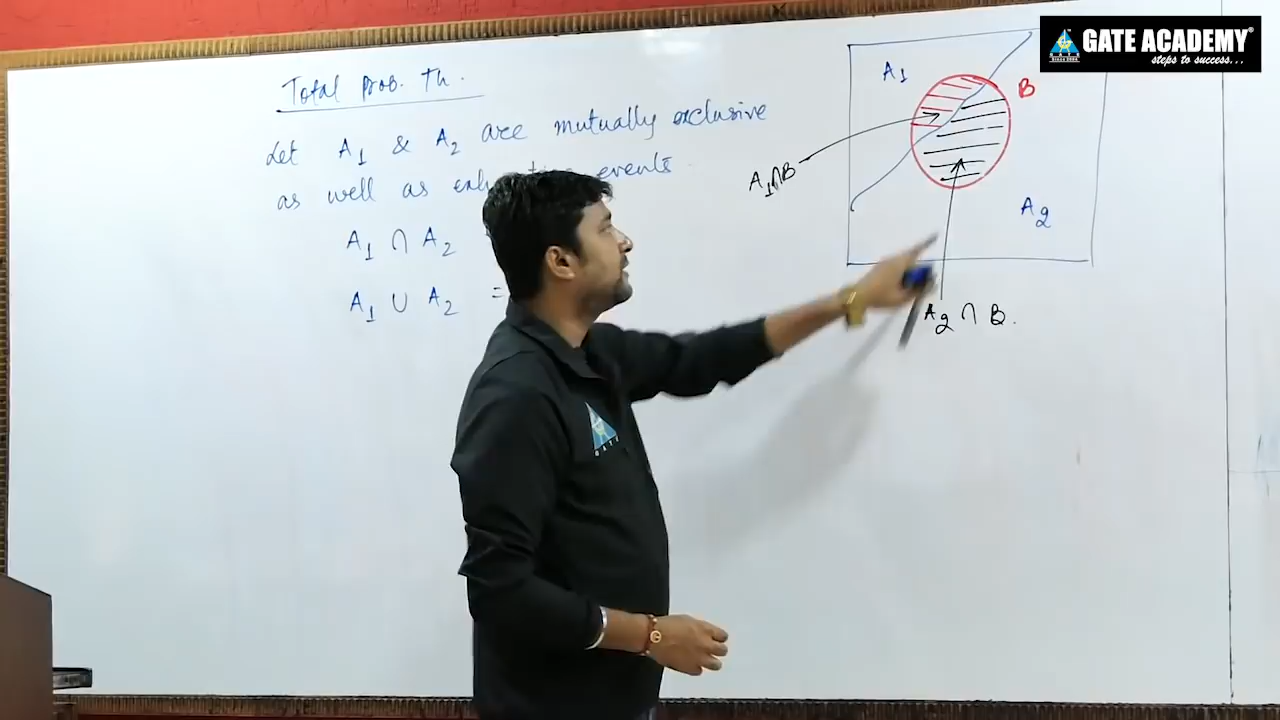 Total Prob. Th.
Let A1 & A2 are mutually exclusive
as well as events
A1 ∩ A2
A1 ∪ A2 =
A1
B
A1∩B
A2
A2 ∩ B.
GATE ACADEMY
steps to success...
GATE